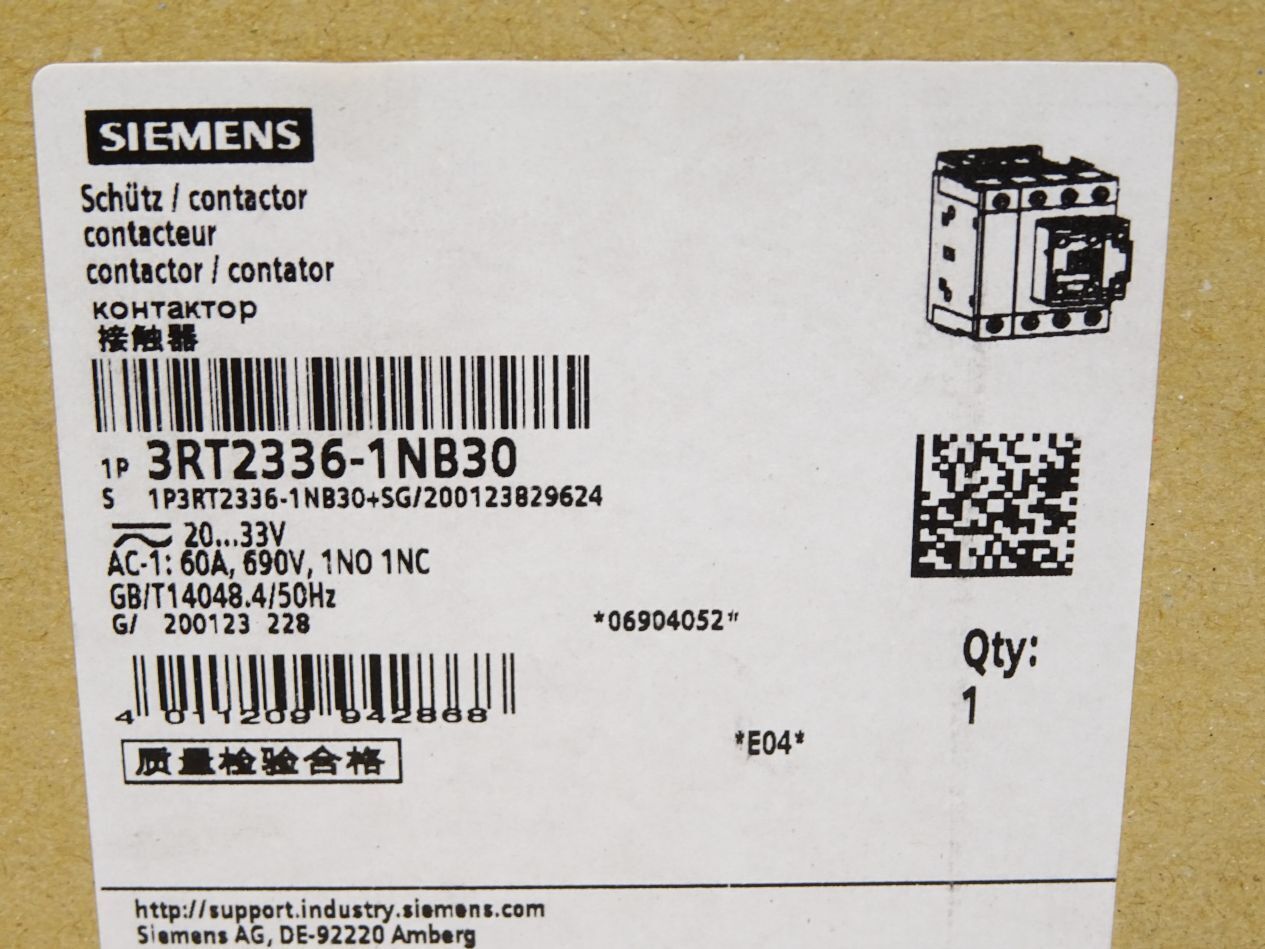 SIEMENS
Schütz / contactor
contacteur
contactor / contator
контактор
接触器
1P 3RT2336-1NB30
S 1P3RT2336-1NB30+SG/200123829624
20...33V
AC-1: 60A, 690V, 1NO 1NC
GB/T14048.4/50Hz
G/ 200123 228
*06904052"
4 011209 942868
Qty:
1
*E04*
质量检验合格
http://support.industry.siemens.com
Siemens AG, DE-92220 Amberg